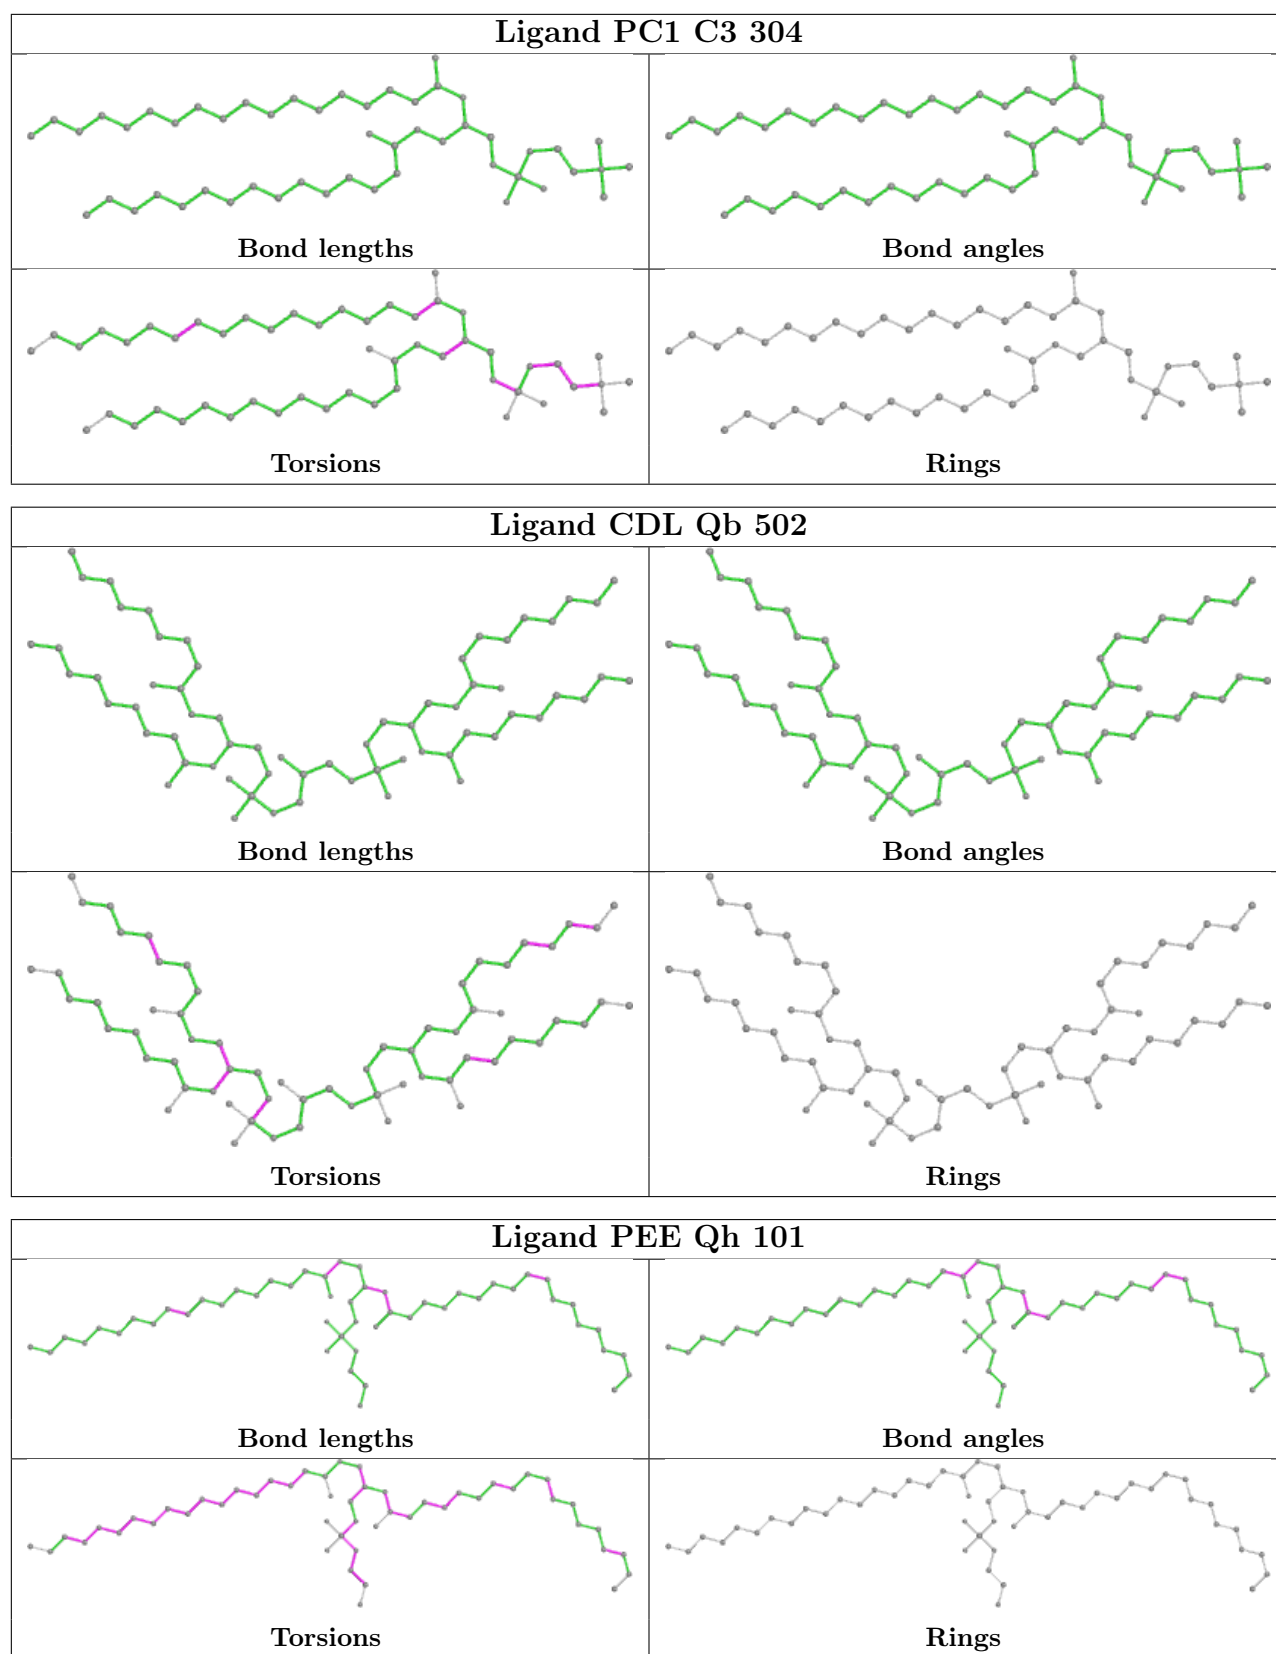 Ligand PC1 C3 304
Bond lengths
Bond angles
Torsions
Rings
Ligand CDL Qb 502
Bond lengths
Bond angles
Torsions
Rings
Ligand PEE Qh 101
Bond lengths
Bond angles
Torsions
Rings